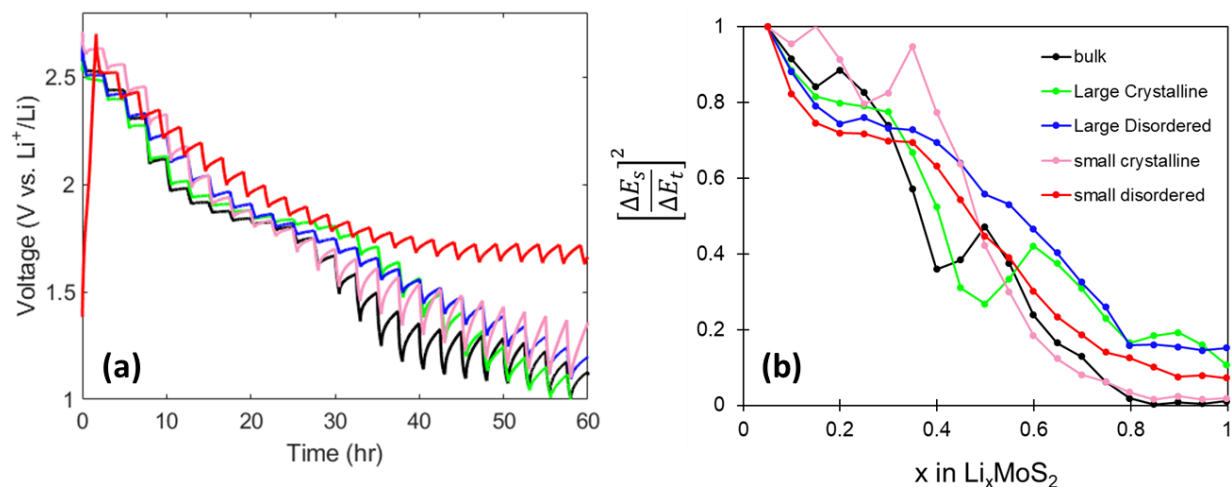 2.5
2
1.5
1
Voltage (V vs. Li⁺/Li)
(a)
0
10
20
30
40
50
60
Time (hr)
1
0.8
0.6
0.4
0.2
0
[ΔE_s/ΔE_t]²
bulk
Large Crystalline
Large Disordered
small crystalline
small disordered
(b)
0
0.2
0.4
0.6
0.8
1
x in LiₓMoS₂